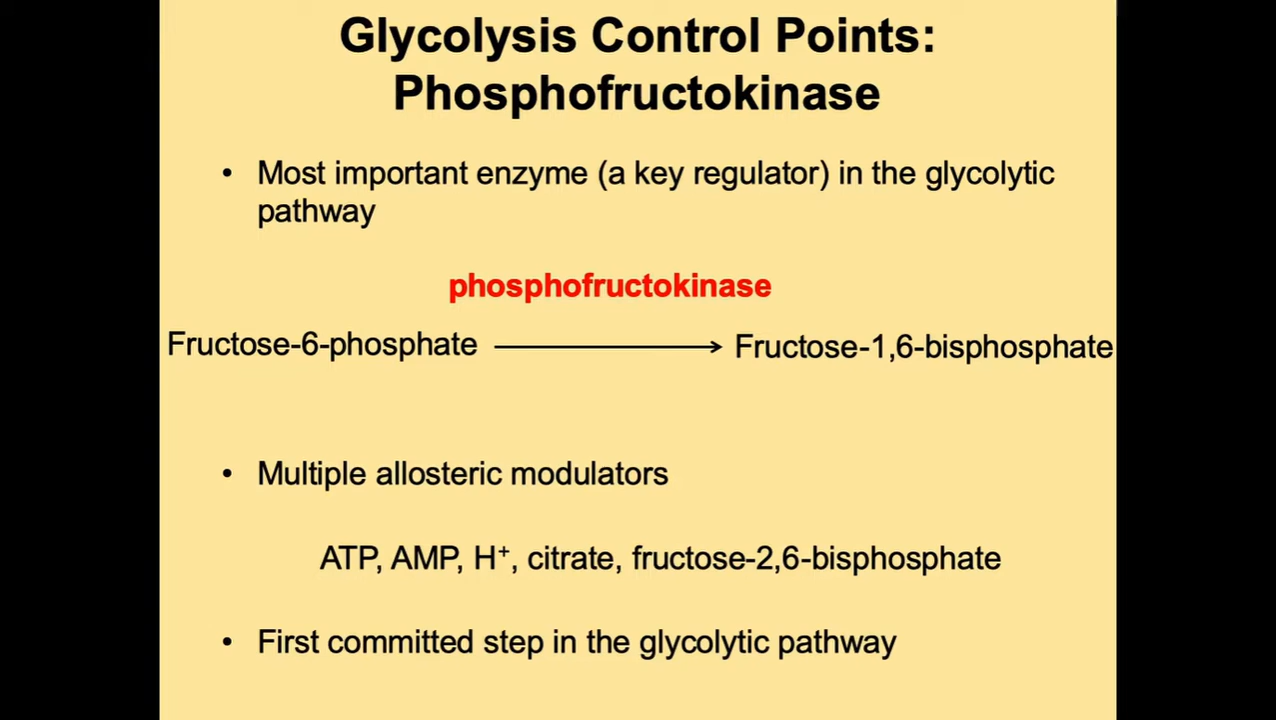 Glycolysis Control Points:
Phosphofructokinase
• Most important enzyme (a key regulator) in the glycolytic
pathway
phosphofructokinase
Fructose-6-phosphate ⟶ Fructose-1,6-bisphosphate
• Multiple allosteric modulators
ATP, AMP, H⁺, citrate, fructose-2,6-bisphosphate
• First committed step in the glycolytic pathway